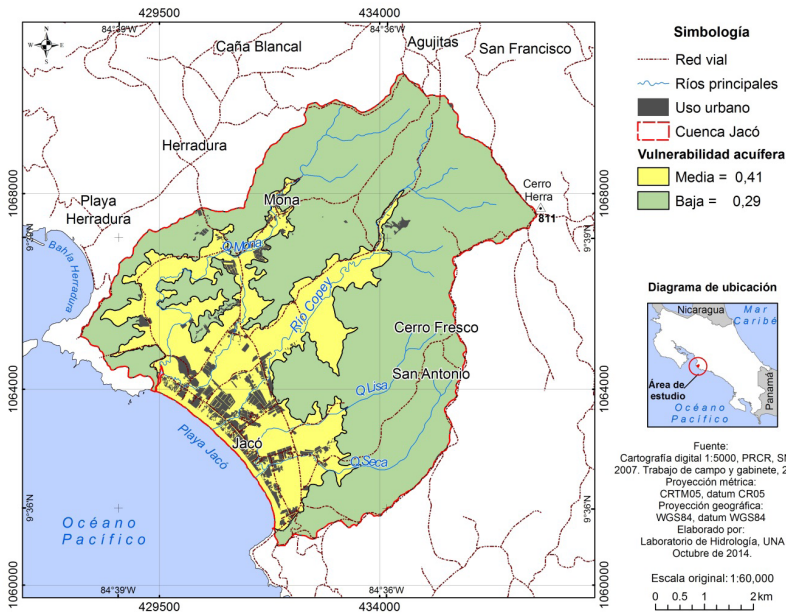 429500
434000
84°39'W
84°36'W
N
W
E
S
Caña Blancal
Agujitas
San Francisco
Herradura
Mona
Cerro
Herra
811
Playa
Herradura
Bahía Herradura
1068000
1068000
9°39'N
9°39'N
Q Mona
Río Copey
Cerro Fresco
San Antonio
Q Lisa
1064000
1064000
Jacó
Playa Jacó
Q Seca
Océano
Pacífico
9°36'N
9°36'N
1060000
1060000
84°39'W
84°36'W
429500
434000
Simbología
Red vial
Ríos principales
Uso urbano
Cuenca Jacó
Vulnerabilidad acuífera
Media = 0,41
Baja = 0,29
Diagrama de ubicación
Nicaragua
Mar
Caribé
Panamá
Área de
estudio
Océano
Pacífico
Fuente:
Cartografía digital 1:5000, PRCR,
2007. Trabajo de campo y gabinete,
Proyección métrica:
CRTM05, datum CR05
Proyección geográfica:
WGS84, datum WGS84
Elaborado por:
Laboratorio de Hidrología, UNA
Octubre de 2014.
Escala original: 1:60,000
0 0.5 1 2 km